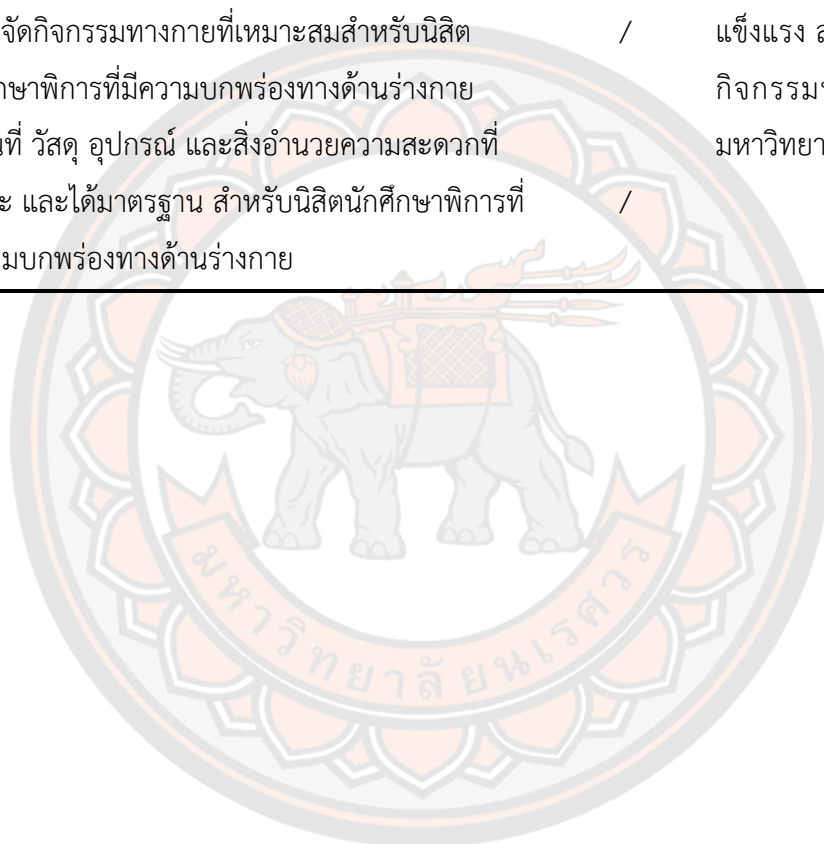 จัดกิจกรรมทางกายที่เหมาะสมสำหรับนิสิต / แข็งแรง
ษาพิการที่มีความบกพร่องทางด้านร่างกาย กิจกรรม
ที่ วัสดุ อุปกรณ์ และสิ่งอำนวยความสะดวกที่ มหาวิทยา
ะ และได้มาตรฐาน สำหรับนิสิตนักศึกษาพิการที่ /
มบกพร่องทางด้านร่างกาย
มหาวิทยาลัยนเรศวร